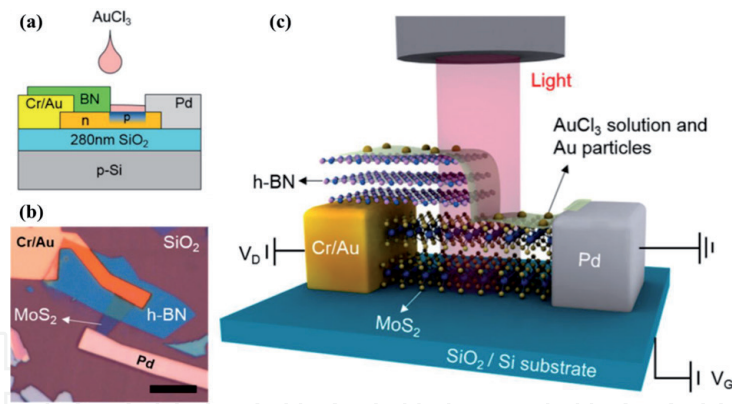 (a)
AuCl3
BN
Cr/Au
Pd
n
p
280nm SiO2
p-Si
(b)
Cr/Au
SiO2
MoS2
h-BN
Pd
(c)
Light
AuCl3 solution and
Au particles
h-BN
VD
Cr/Au
Pd
MoS2
SiO2 / Si substrate
VG